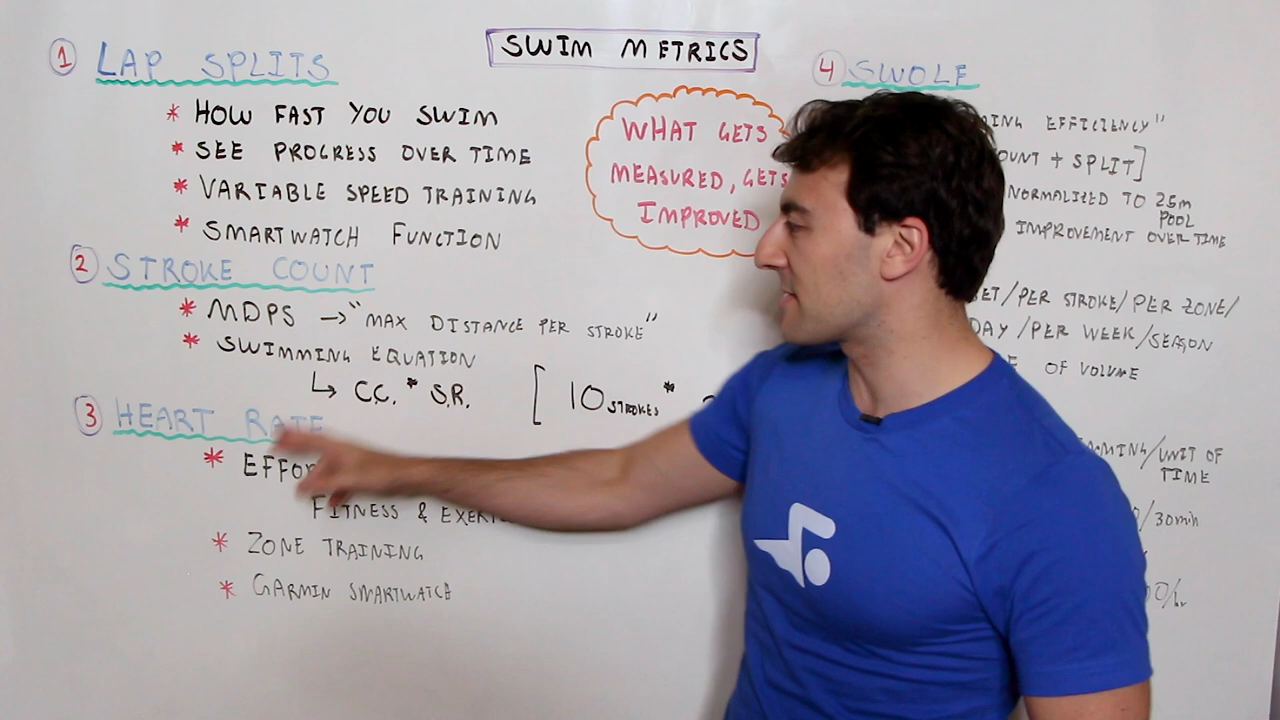 SWIM METRICS
1 LAP SPLITS
* HOW FAST YOU SWIM
* SEE PROGRESS OVER TIME
* VARIABLE SPEED TRAINING
* SMARTWATCH FUNCTION
2 STROKE COUNT
* MDPS → "MAX DISTANCE PER STROKE"
* SWIMMING EQUATION
↳ C.C. * S.R. [ 10 STROKES *
3 HEART RATE
*
FITNESS &
* ZONE TRAINING
* GARMIN SMARTWATCH
WHAT GETS
MEASURED, GETS
IMPROVED
4 SWOLF
EFFICIENCY"
+ SPLIT]
NORMALIZED TO 25m
POOL
IMPROVEMENT OVER TIME
/PER STROKE/PER ZONE/
DAY/PER WEEK/SEASON
OF VOLUME
/UNIT OF
TIME
/30min
/hr